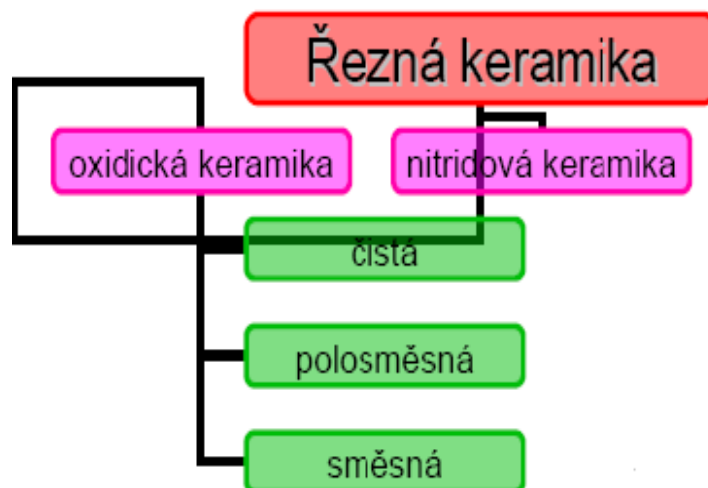 Řezná keramika
oxidická keramika
nitridová keramika
čistá
polosměsná
směsná